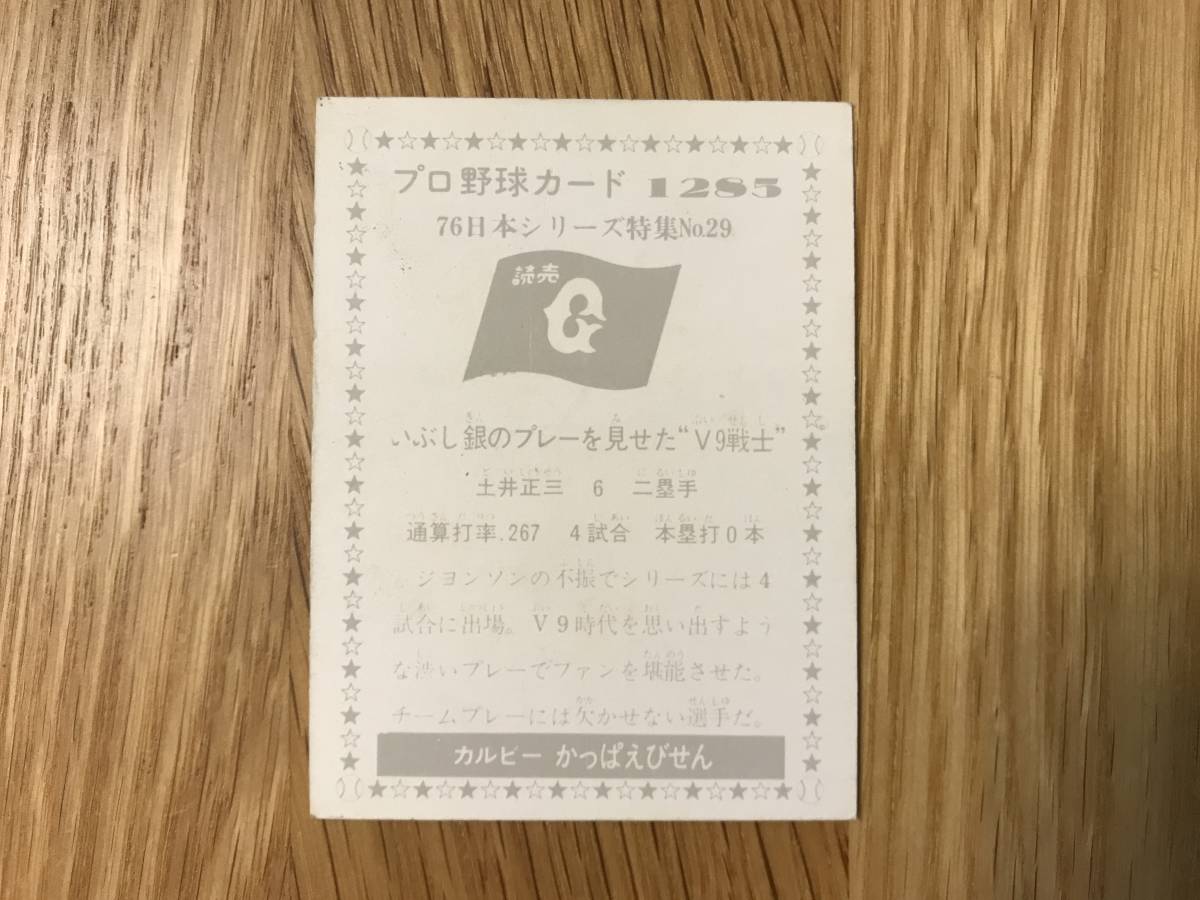 プロ野球カード 1285
76日本シリーズ特集No.29
読売
G
いぶし銀のプレーを見せた“V9戦士”
土井正三 6 二塁手
通算打率.267 4試合 本塁打0本
ジョンソンの不振でシリーズには4
試合に出場。V9時代を思い出すよう
な渋いプレーでファンを堪能させた。
チームプレーには欠かせない選手だ。
カルビー かっぱえびせん